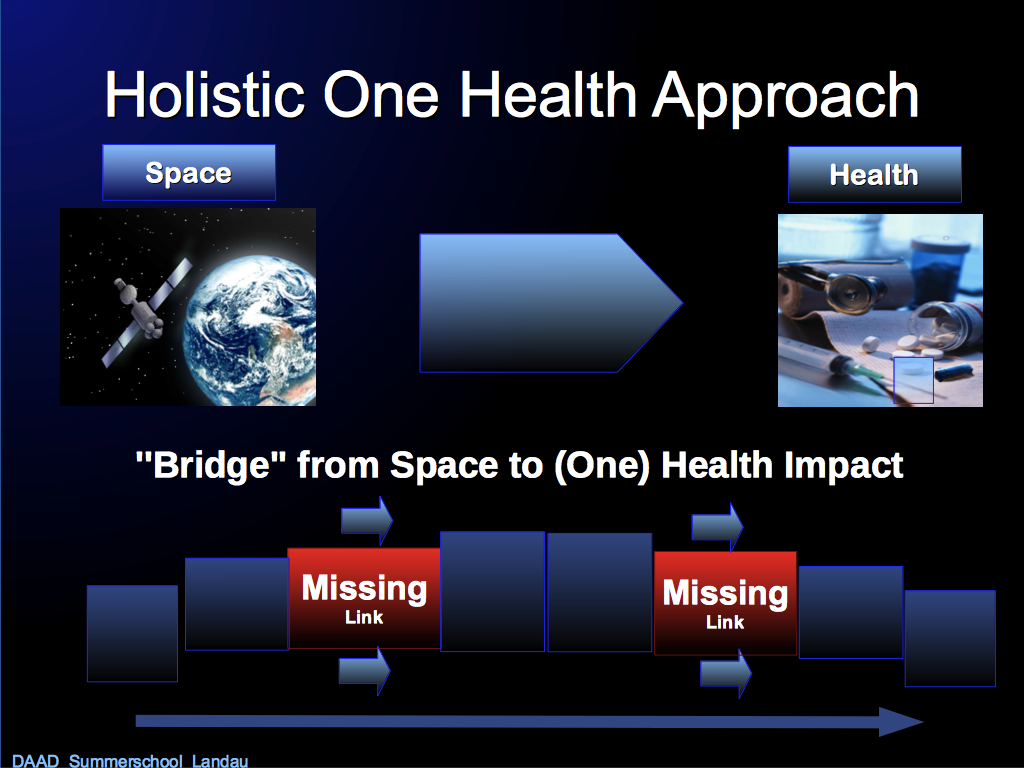 Holistic One Health Approach
Space
Health
"Bridge" from Space to (One) Health Impact
Missing
Link
Missing
Link
DAAD Summerschool Landau